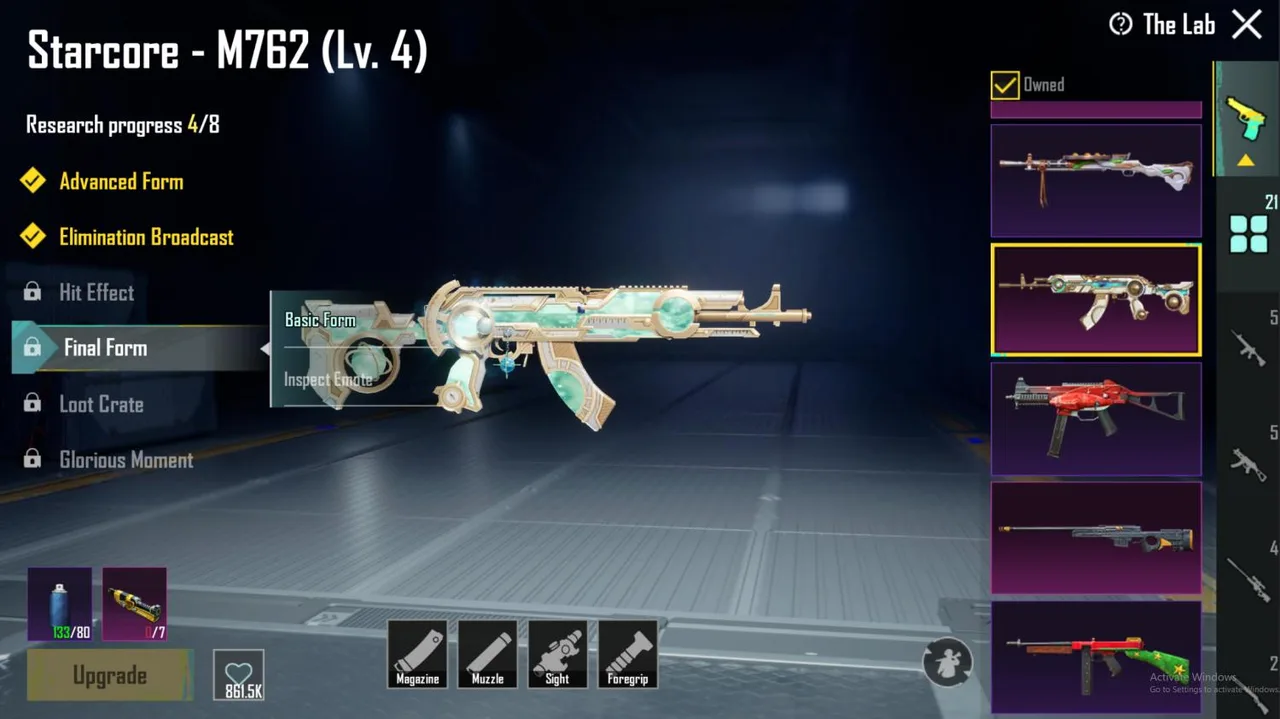 Starcore - M762 (Lv. 4)
The Lab
Research progress 4/8
Owned
Advanced Form
Elimination Broadcast
Hit Effect
Final Form
Basic Form
Inspect Emote
Loot Crate
Glorious Moment
21
5
5
4
2
133/80
0/7
Upgrade
861.5K
Magazine
Muzzle
Sight
Foregrip
Activate Windows
Go to Settings to activate Windows.